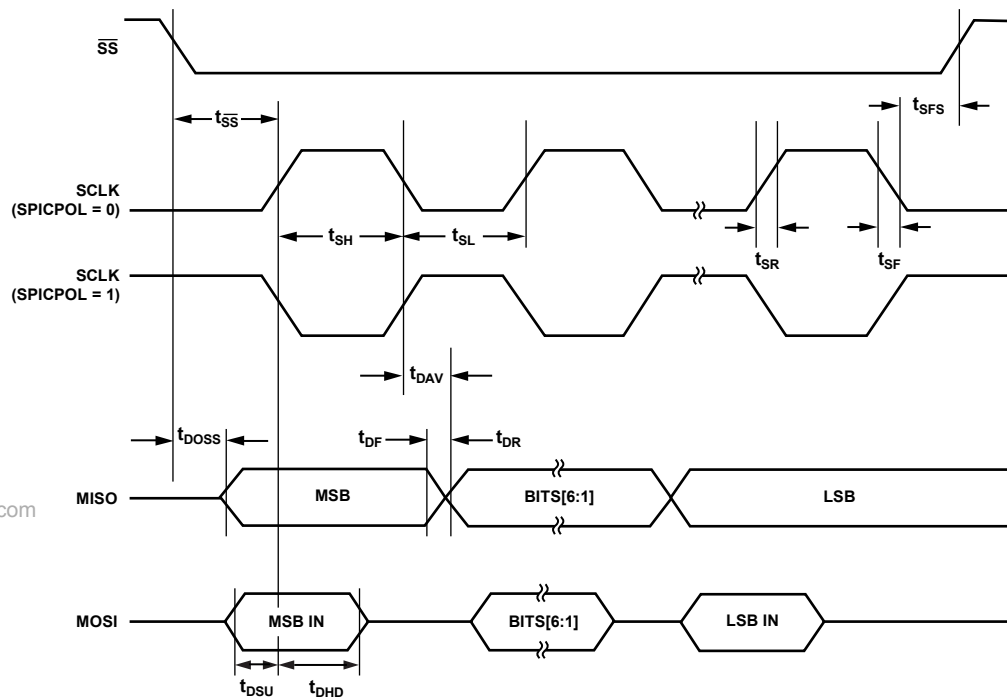 SS
tSS
tSFS
SCLK
(SPICPOL = 0)
tSH
tSL
tSR
tSF
SCLK
(SPICPOL = 1)
tDAV
tDOSS
tDF
tDR
MISO
MSB
BITS[6:1]
LSB
com
MOSI
MSB IN
BITS[6:1]
LSB IN
tDSU
tDHD